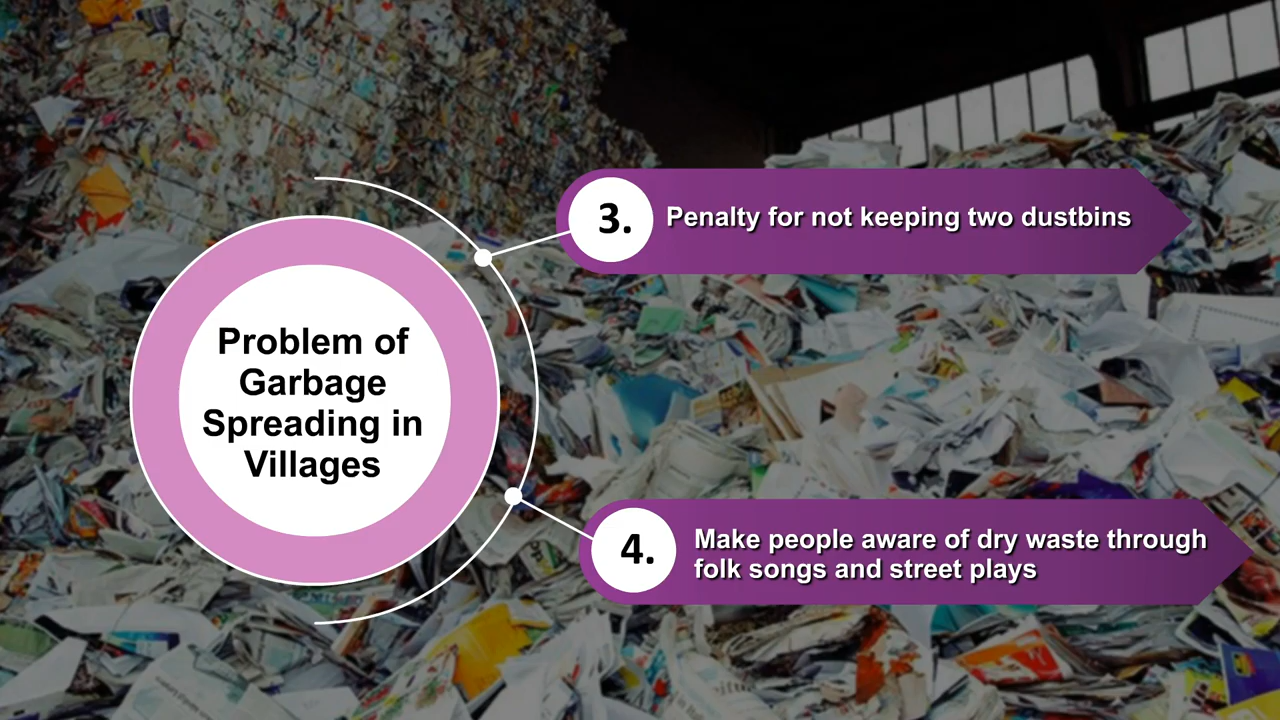 Problem of
Garbage
Spreading in
Villages
3.
Penalty for not keeping two dustbins
4.
Make people aware of dry waste through
folk songs and street plays